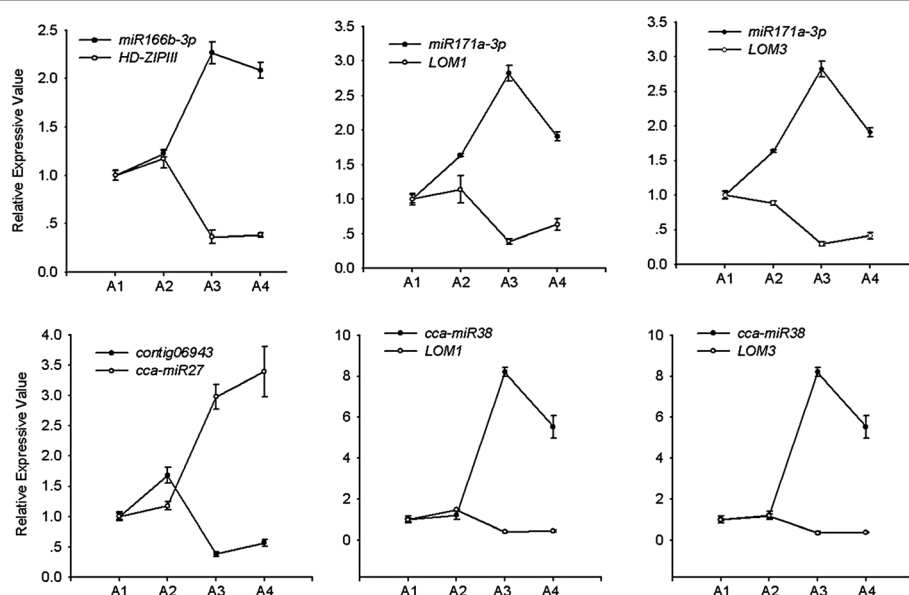 Relative Expressive Value
2.5
2.0
1.5
1.0
.5
0.0
miR166b-3p
HD-ZIPIII
A1 A2 A3 A4
3.5
3.0
2.5
2.0
1.5
1.0
.5
0.0
miR171a-3p
LOM1
A1 A2 A3 A4
3.5
3.0
2.5
2.0
1.5
1.0
.5
0.0
miR171a-3p
LOM3
A1 A2 A3 A4
Relative Expressive Value
4.0
3.5
3.0
2.5
2.0
1.5
1.0
.5
0.0
contig06943
cca-miR27
A1 A2 A3 A4
10
8
6
4
2
0
cca-miR38
LOM1
A1 A2 A3 A4
10
8
6
4
2
0
cca-miR38
LOM3
A1 A2 A3 A4